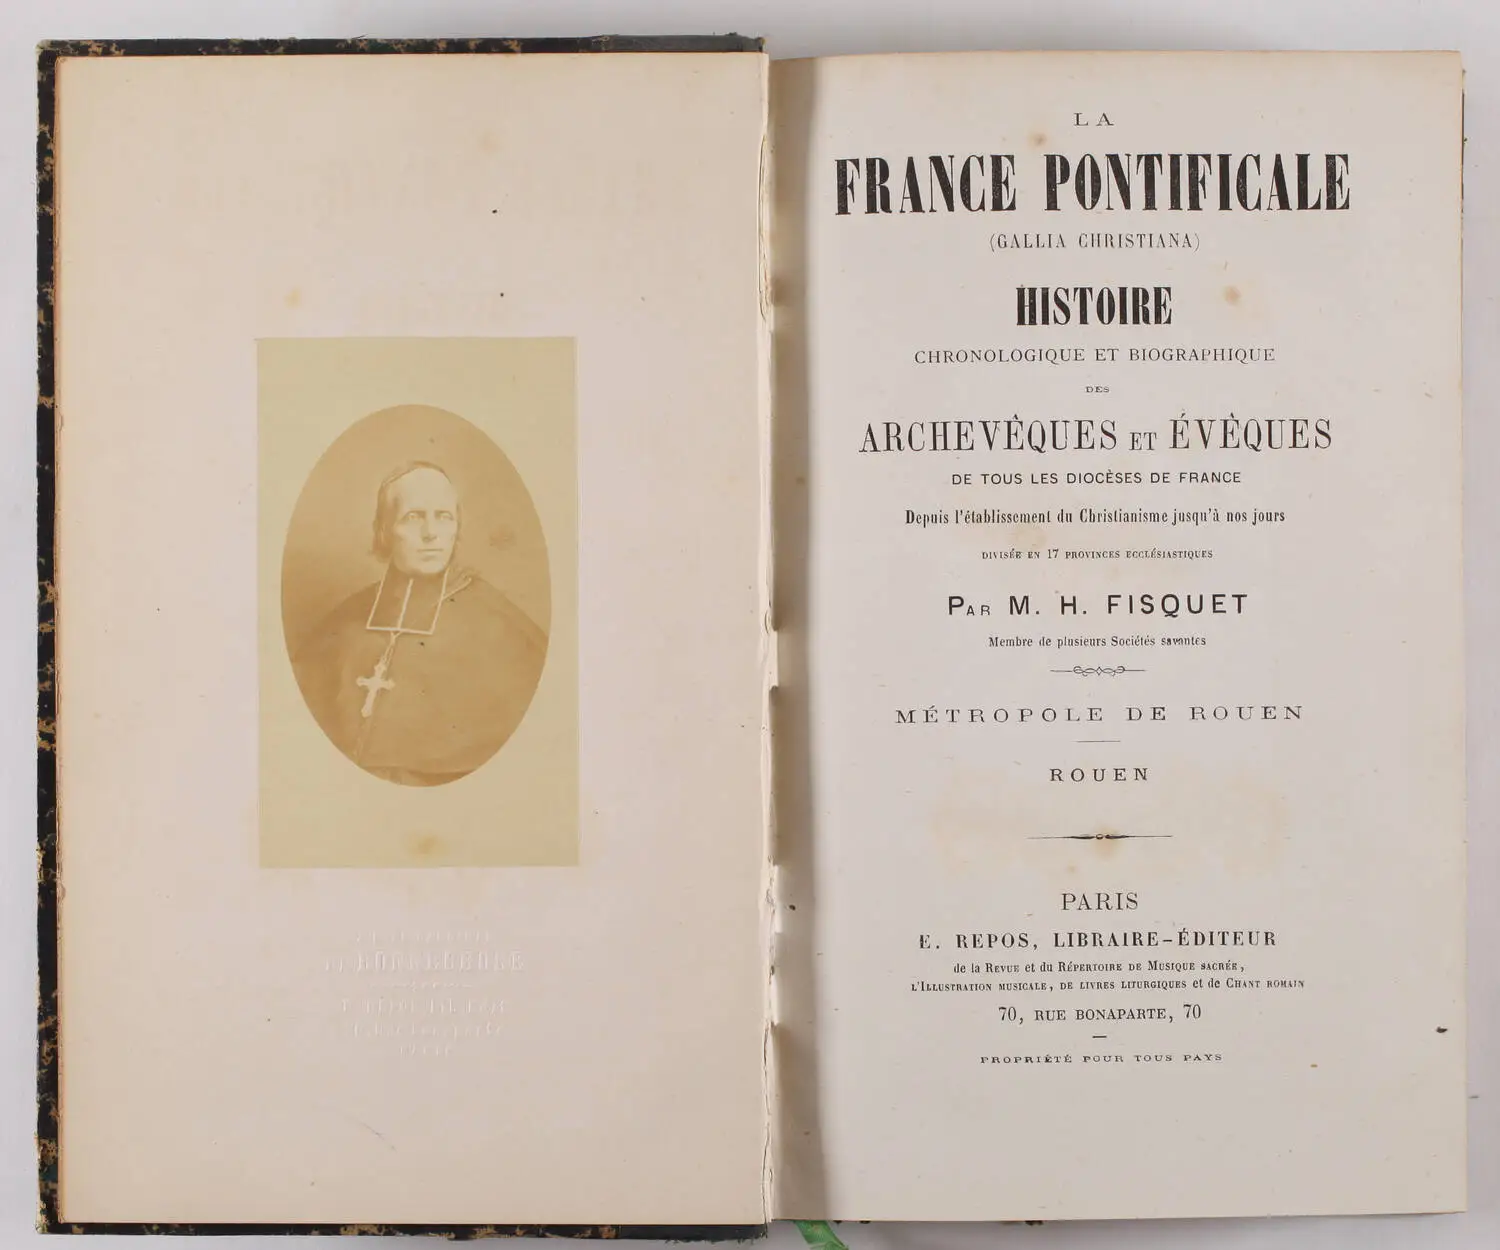 LA
FRANCE PONTIFICALE
(GALLIA CHRISTIANA)
HISTOIRE
CHRONOLOGIQUE ET BIOGRAPHIQUE
DES
ARCHEVÊQUES ET ÉVÊQUES
DE TOUS LES DIOCÈSES DE FRANCE
Depuis l'établissement du Christianisme jusqu'à nos jours
DIVISÉE EN 17 PROVINCES ECCLÉSIASTIQUES
PAR M. H. FISQUET
Membre de plusieurs Sociétés savantes
MÉTROPOLE DE ROUEN
ROUEN
PARIS
E. REPOS, LIBRAIRE-ÉDITEUR
de la REVUE et du RÉPERTOIRE DE MUSIQUE SACRÉE,
L'ILLUSTRATION MUSICALE, DE LIVRES LITURGIQUES et de CHANT ROMAIN
70, RUE BONAPARTE, 70
PROPRIÉTÉ POUR TOUS PAYS